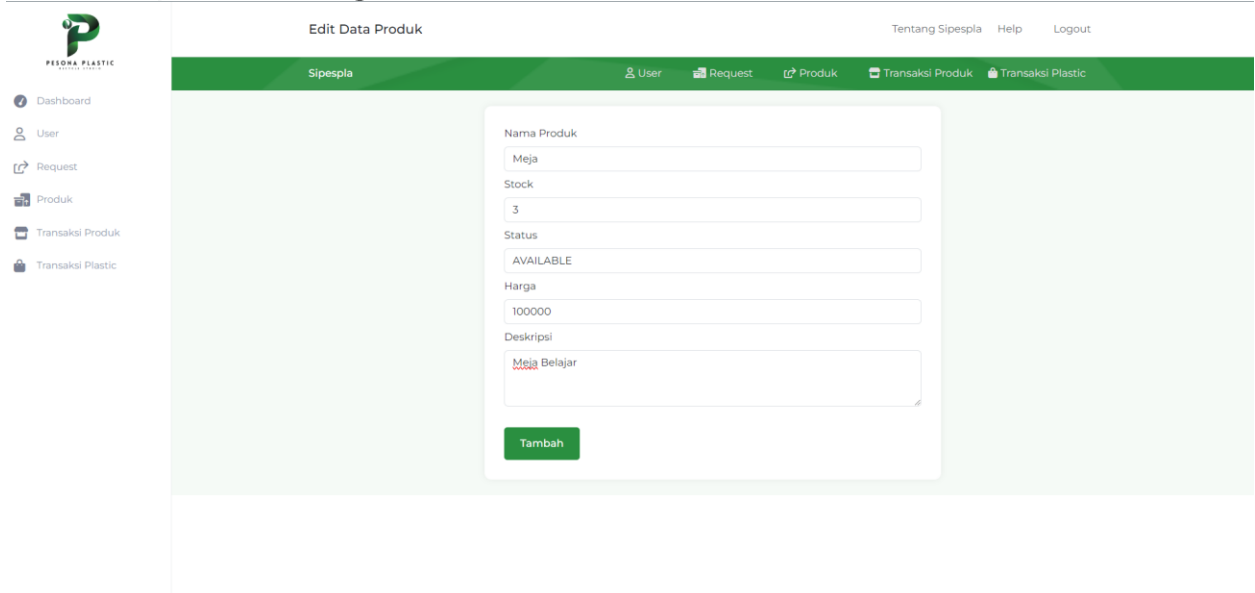 PESONA PLASTIC
RECYCLE STUDIO
Edit Data Produk
Tentang Sipespla
Help
Logout
Sipespla
User
Request
Produk
Transaksi Produk
Transaksi Plastic
Dashboard
User
Request
Produk
Transaksi Produk
Transaksi Plastic
Nama Produk
Meja
Stock
3
Status
AVAILABLE
Harga
100000
Deskripsi
Meja Belajar
Tambah